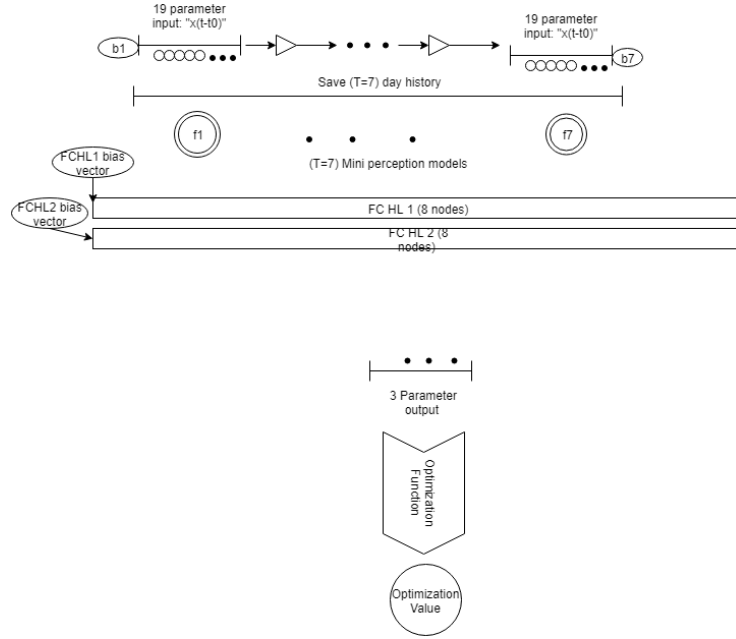 19 parameter
input: "x(t-t0)"
19 parameter
input: "x(t-t0)"
b1
b7
Save (T=7) day history
f1
f7
(T=7) Mini perception models
FCHL1 bias
vector
FCHL2 bias
vector
FC HL 1 (8 nodes)
FC HL 2 (8
nodes)
3 Parameter
output
Optimization
Function
Optimization
Value